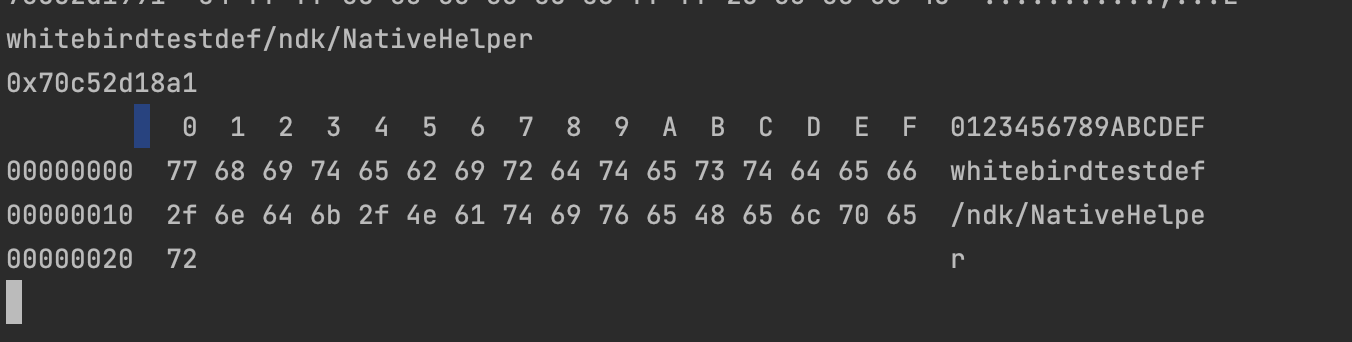 whitebirdtestdef/ndk/NativeHelper
0x70c52d18a1
0 1 2 3 4 5 6 7 8 9 A B C D E F 0123456789ABCDEF
00000000 77 68 69 74 65 62 69 72 64 74 65 73 74 64 65 66 whitebirdtestdef
00000010 2f 6e 64 6b 2f 4e 61 74 69 76 65 48 65 6c 70 65 /ndk/NativeHelpe
00000020 72 r